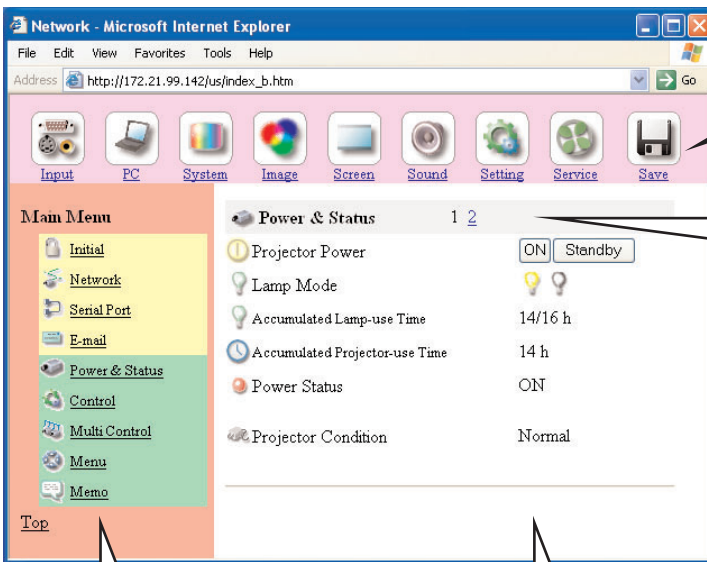 Network - Microsoft Internet Explorer
File Edit View Favorites Tools Help
Address http://172.21.99.142/us/index_b.htm Go
Input PC System Image Screen Sound Setting Service Save
Main Menu
Initial
Network
Serial Port
E-mail
Power & Status
Control
Multi Control
Menu
Memo
Top
Power & Status 1 2
Projector Power ON Standby
Lamp Mode
Accumulated Lamp-use Time 14/16 h
Accumulated Projector-use Time 14 h
Power Status ON
Projector Condition Normal